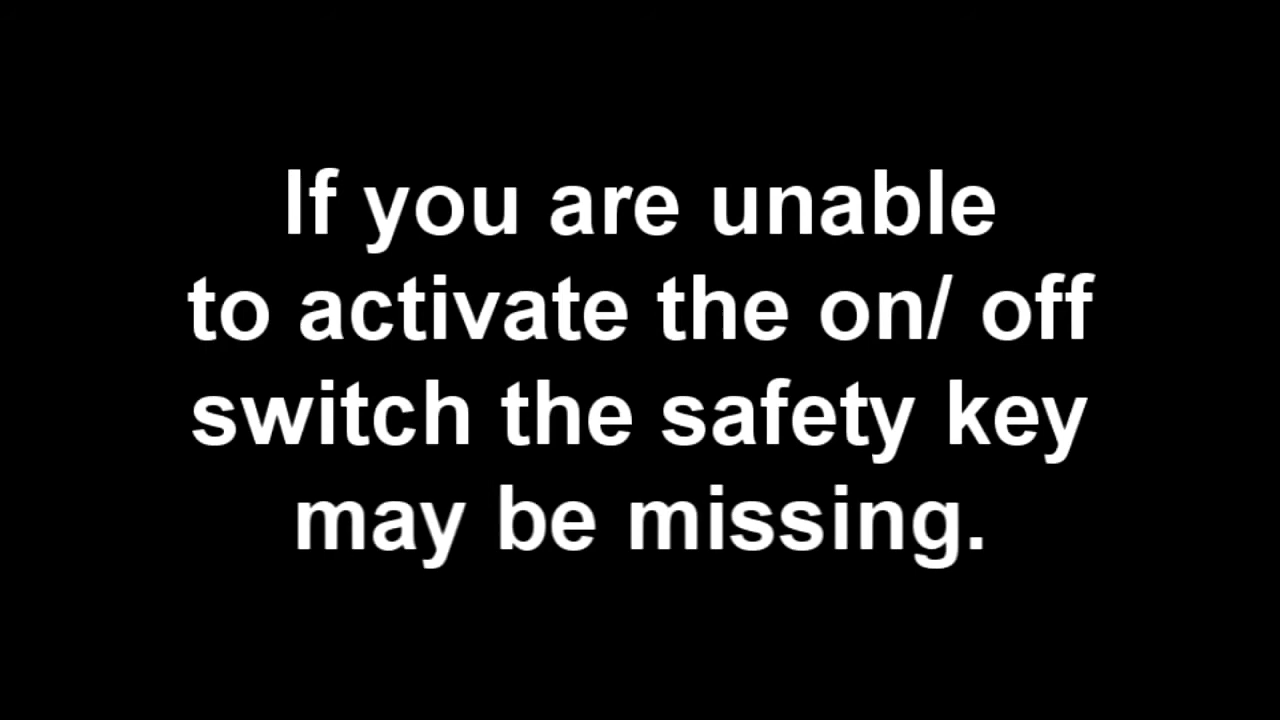 If you are unable
to activate the on/ off
switch the safety key
may be missing.